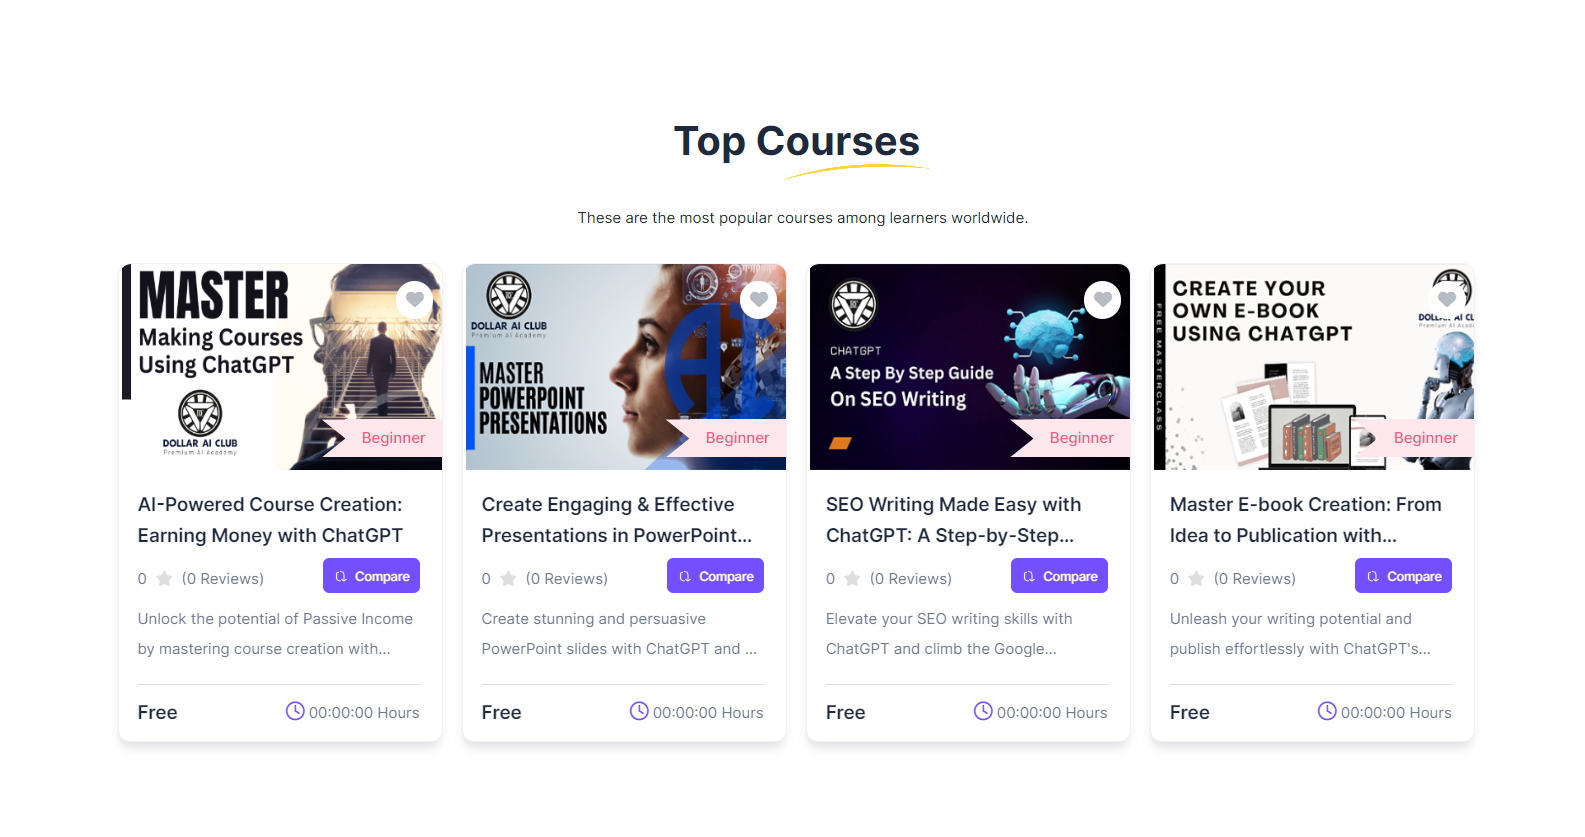 Top Courses
These are the most popular courses among learners worldwide.
MASTER
Making Courses
Using ChatGPT
DOLLAR AI CLUB
Premium AI Academy
Beginner
AI-Powered Course Creation:
Earning Money with ChatGPT
0 (0 Reviews)
Compare
Unlock the potential of Passive Income
by mastering course creation with...
Free
00:00:00 Hours
DOLLAR AI CLUB
Premium AI Academy
MASTER
POWERPOINT
PRESENTATIONS
AI
Beginner
Create Engaging & Effective
Presentations in PowerPoint...
0 (0 Reviews)
Compare
Create stunning and persuasive
PowerPoint slides with ChatGPT and ...
Free
00:00:00 Hours
CHATGPT
A Step By Step Guide
On SEO Writing
Beginner
SEO Writing Made Easy with
ChatGPT: A Step-by-Step...
0 (0 Reviews)
Compare
Elevate your SEO writing skills with
ChatGPT and climb the Google...
Free
00:00:00 Hours
FREE MASTERCLASS
CREATE YOUR
OWN E-BOOK
USING CHATGPT
Beginner
Master E-book Creation: From
Idea to Publication with...
0 (0 Reviews)
Compare
Unleash your writing potential and
publish effortlessly with ChatGPT's...
Free
00:00:00 Hours